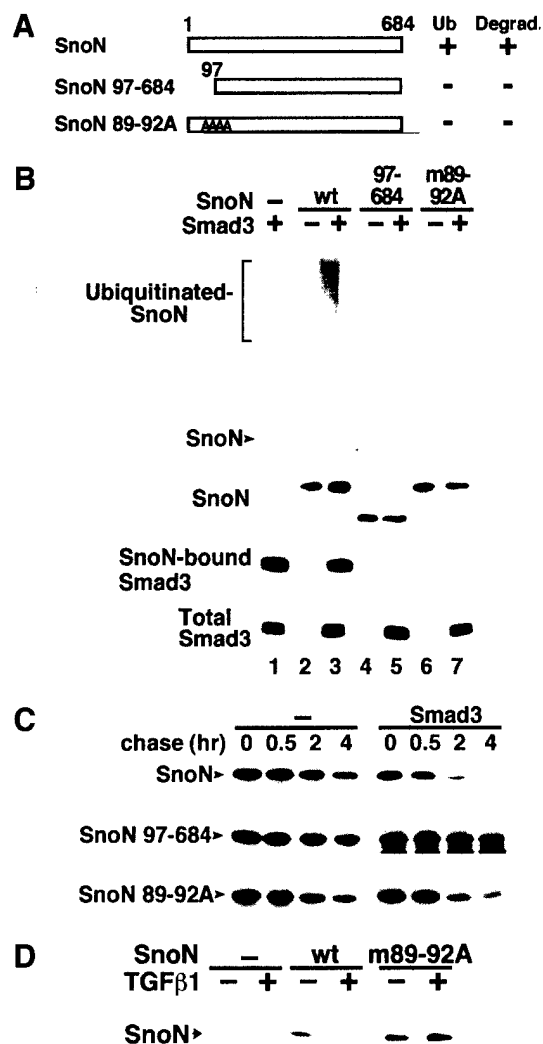 A
1 684 Ub Degrad.
SnoN + +
97
SnoN 97-684 - -
SnoN 89-92A AAAA - -
B
97- m89-
SnoN – wt 684 92A
Smad3 + – + – + – +
Ubiquitinated-
SnoN
SnoN
SnoN
SnoN-bound
Smad3
Total
Smad3
1 2 3 4 5 6 7
C
– Smad3
chase (hr) 0 0.5 2 4 0 0.5 2 4
SnoN
SnoN 97-684
SnoN 89-92A
D
SnoN – wt m89-92A
TGFβ1 – + – + – +
SnoN